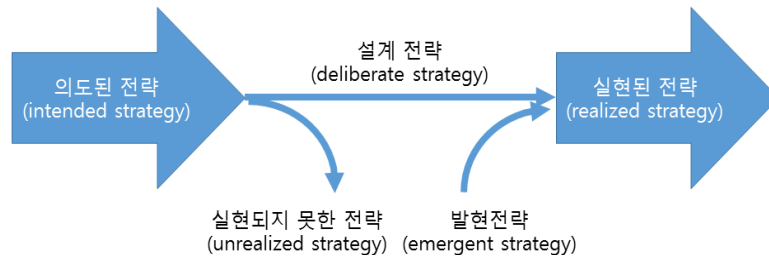 설계 전략
(deliberate strategy)
의도된 전략
(intended strategy)
실현된 전략
(realized strategy)
실현되지 못한 전략
(unrealized strategy)
발현전략
(emergent strategy)